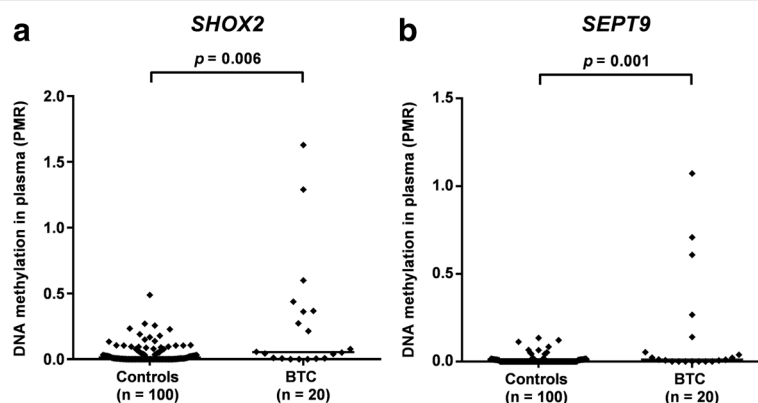 a
SHOX2
p = 0.006
DNA methylation in plasma (PMR)
2.0
1.5
1.0
0.5
0.0
Controls
(n = 100)
BTC
(n = 20)
b
SEPT9
p = 0.001
DNA methylation in plasma (PMR)
1.5
1.0
0.5
0.0
Controls
(n = 100)
BTC
(n = 20)